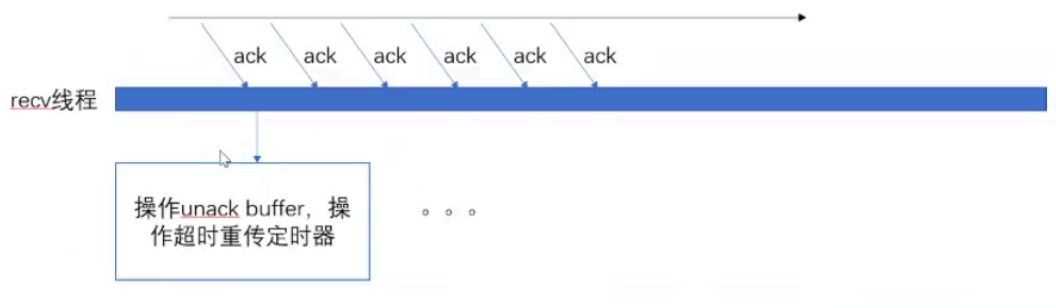 ack ack ack ack ack ack
recv线程
操作unack buffer，操
作超时重传定时器
。。。